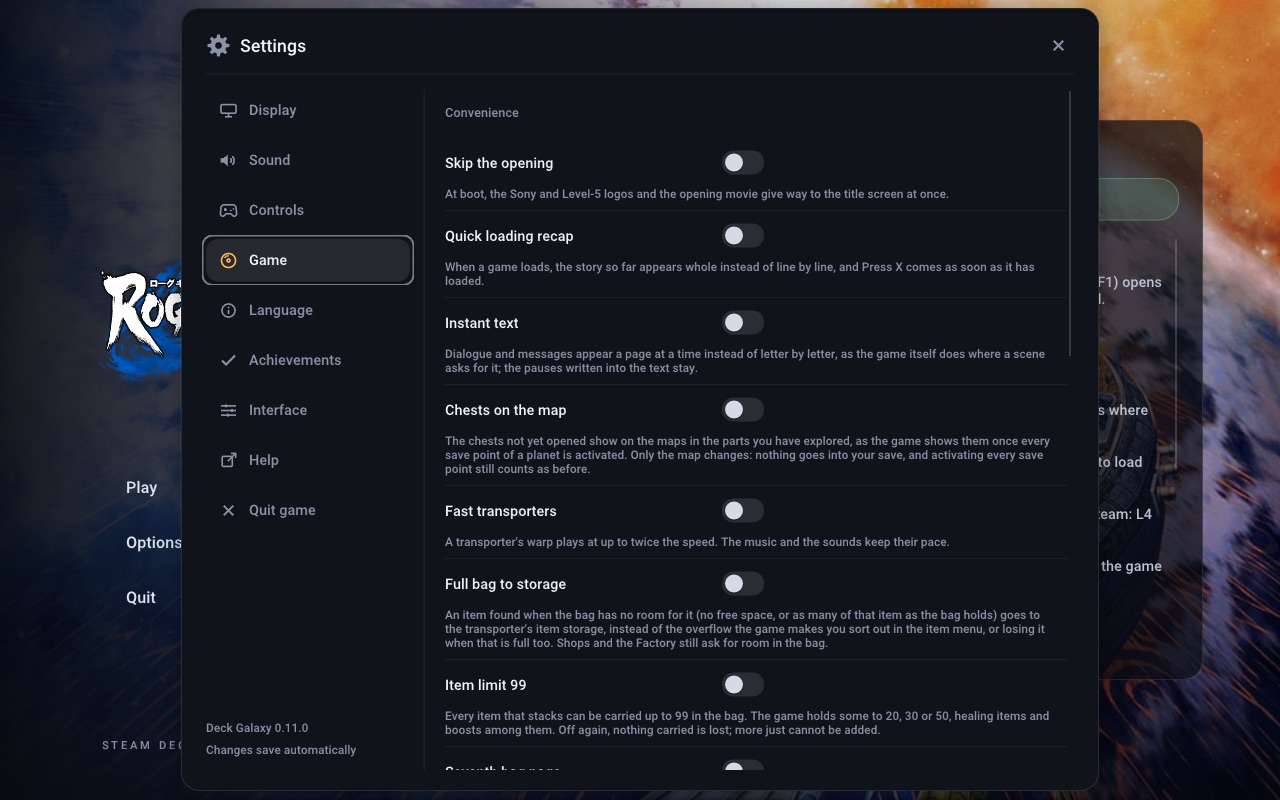 Settings
Display
Sound
Controls
Game
Language
Achievements
Interface
Help
Quit game
Deck Galaxy 0.11.0
Changes save automatically
Convenience
Skip the opening
At boot, the Sony and Level-5 logos and the opening movie give way to the title screen at once.
Quick loading recap
When a game loads, the story so far appears whole instead of line by line, and Press X comes as soon as it has
loaded.
Instant text
Dialogue and messages appear a page at a time instead of letter by letter, as the game itself does where a scene
asks for it; the pauses written into the text stay.
Chests on the map
The chests not yet opened show on the maps in the parts you have explored, as the game shows them once every
save point of a planet is activated. Only the map changes: nothing goes into your save, and activating every save
point still counts as before.
Fast transporters
A transporter's warp plays at up to twice the speed. The music and the sounds keep their pace.
Full bag to storage
An item found when the bag has no room for it (no free space, or as many of that item as the bag holds) goes to
the transporter's item storage, instead of the overflow the game makes you sort out in the item menu, or losing it
when that is full too. Shops and the Factory still ask for room in the bag.
Item limit 99
Every item that stacks can be carried up to 99 in the bag. The game holds some to 20, 30 or 50, healing items and
boosts among them. Off again, nothing carried is lost; more just cannot be added.
Play
Options
Quit
STEAM DEC
F1) opens
s where
to load
eam: L4
the game